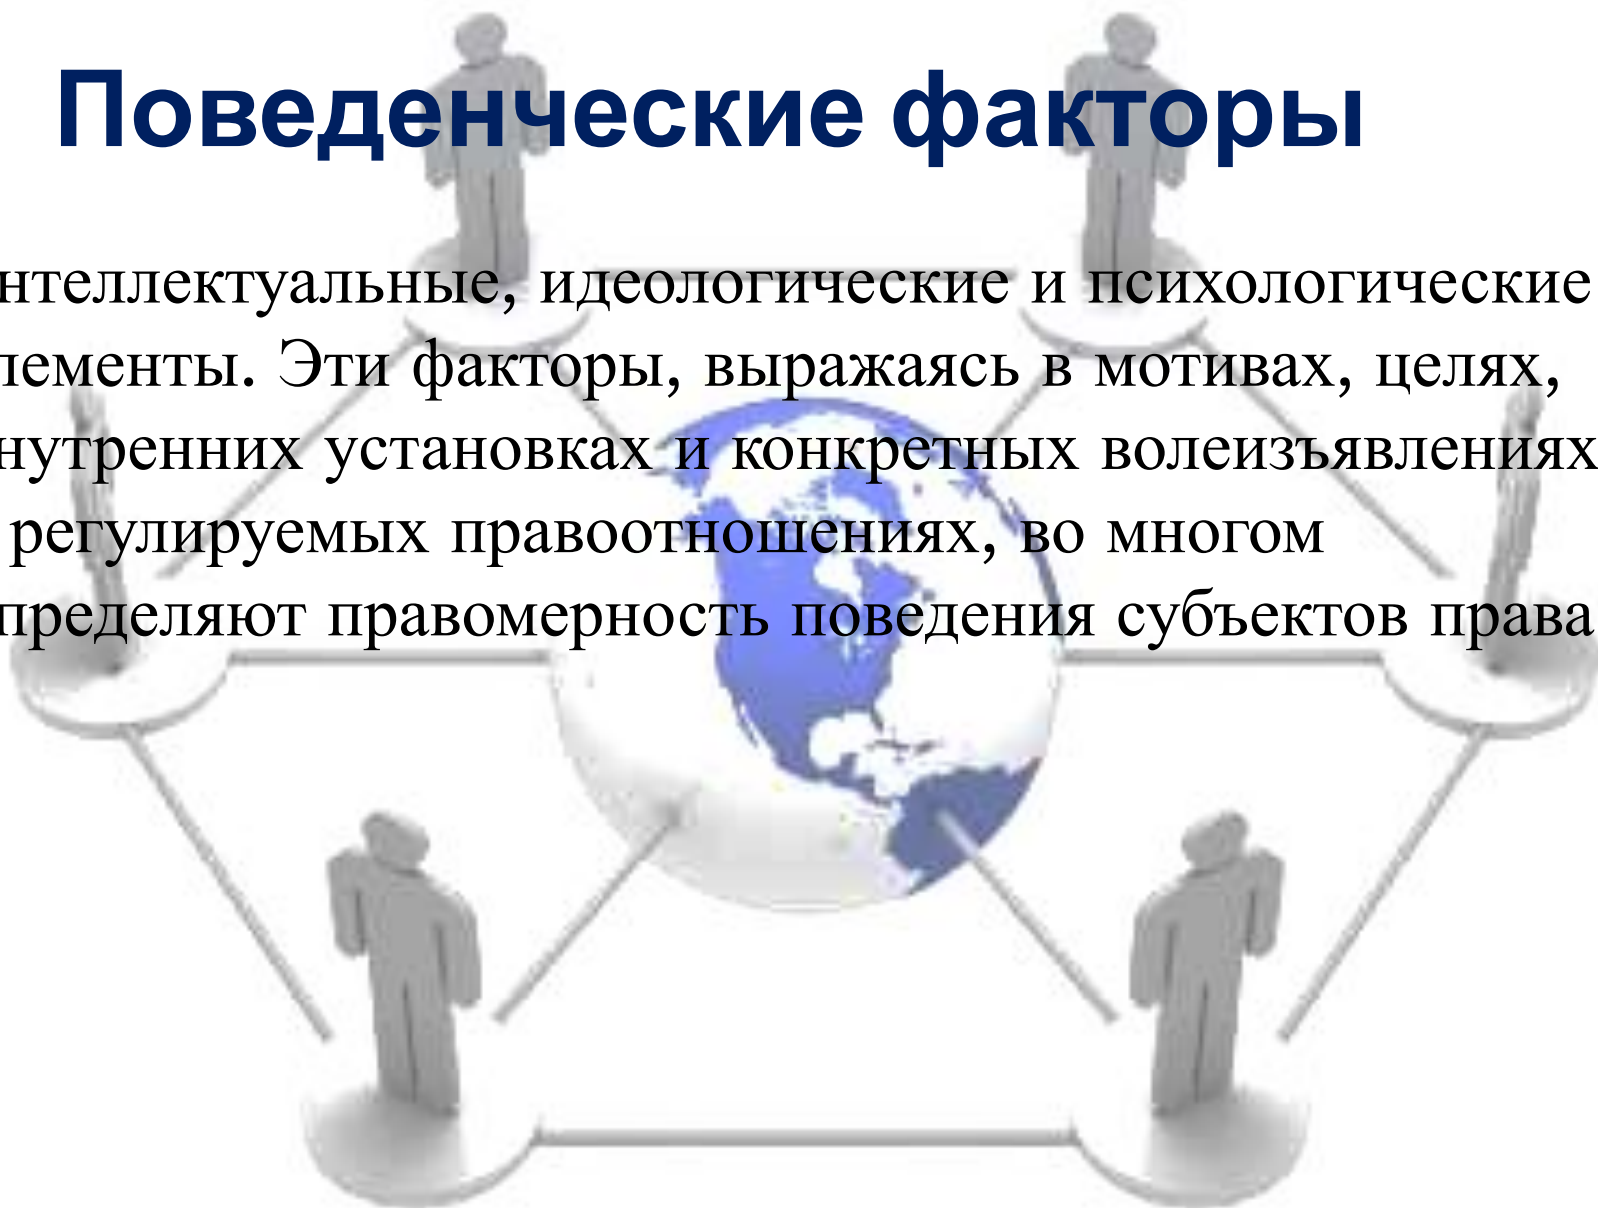 Поведенческие факторы
нтеллектуальные, идеологические и психологические
лементы. Эти факторы, выражаясь в мотивах, целях,
нутренних установках и конкретных волеизъявлениях
регулируемых правоотношениях, во многом
пределяют правомерность поведения субъектов права